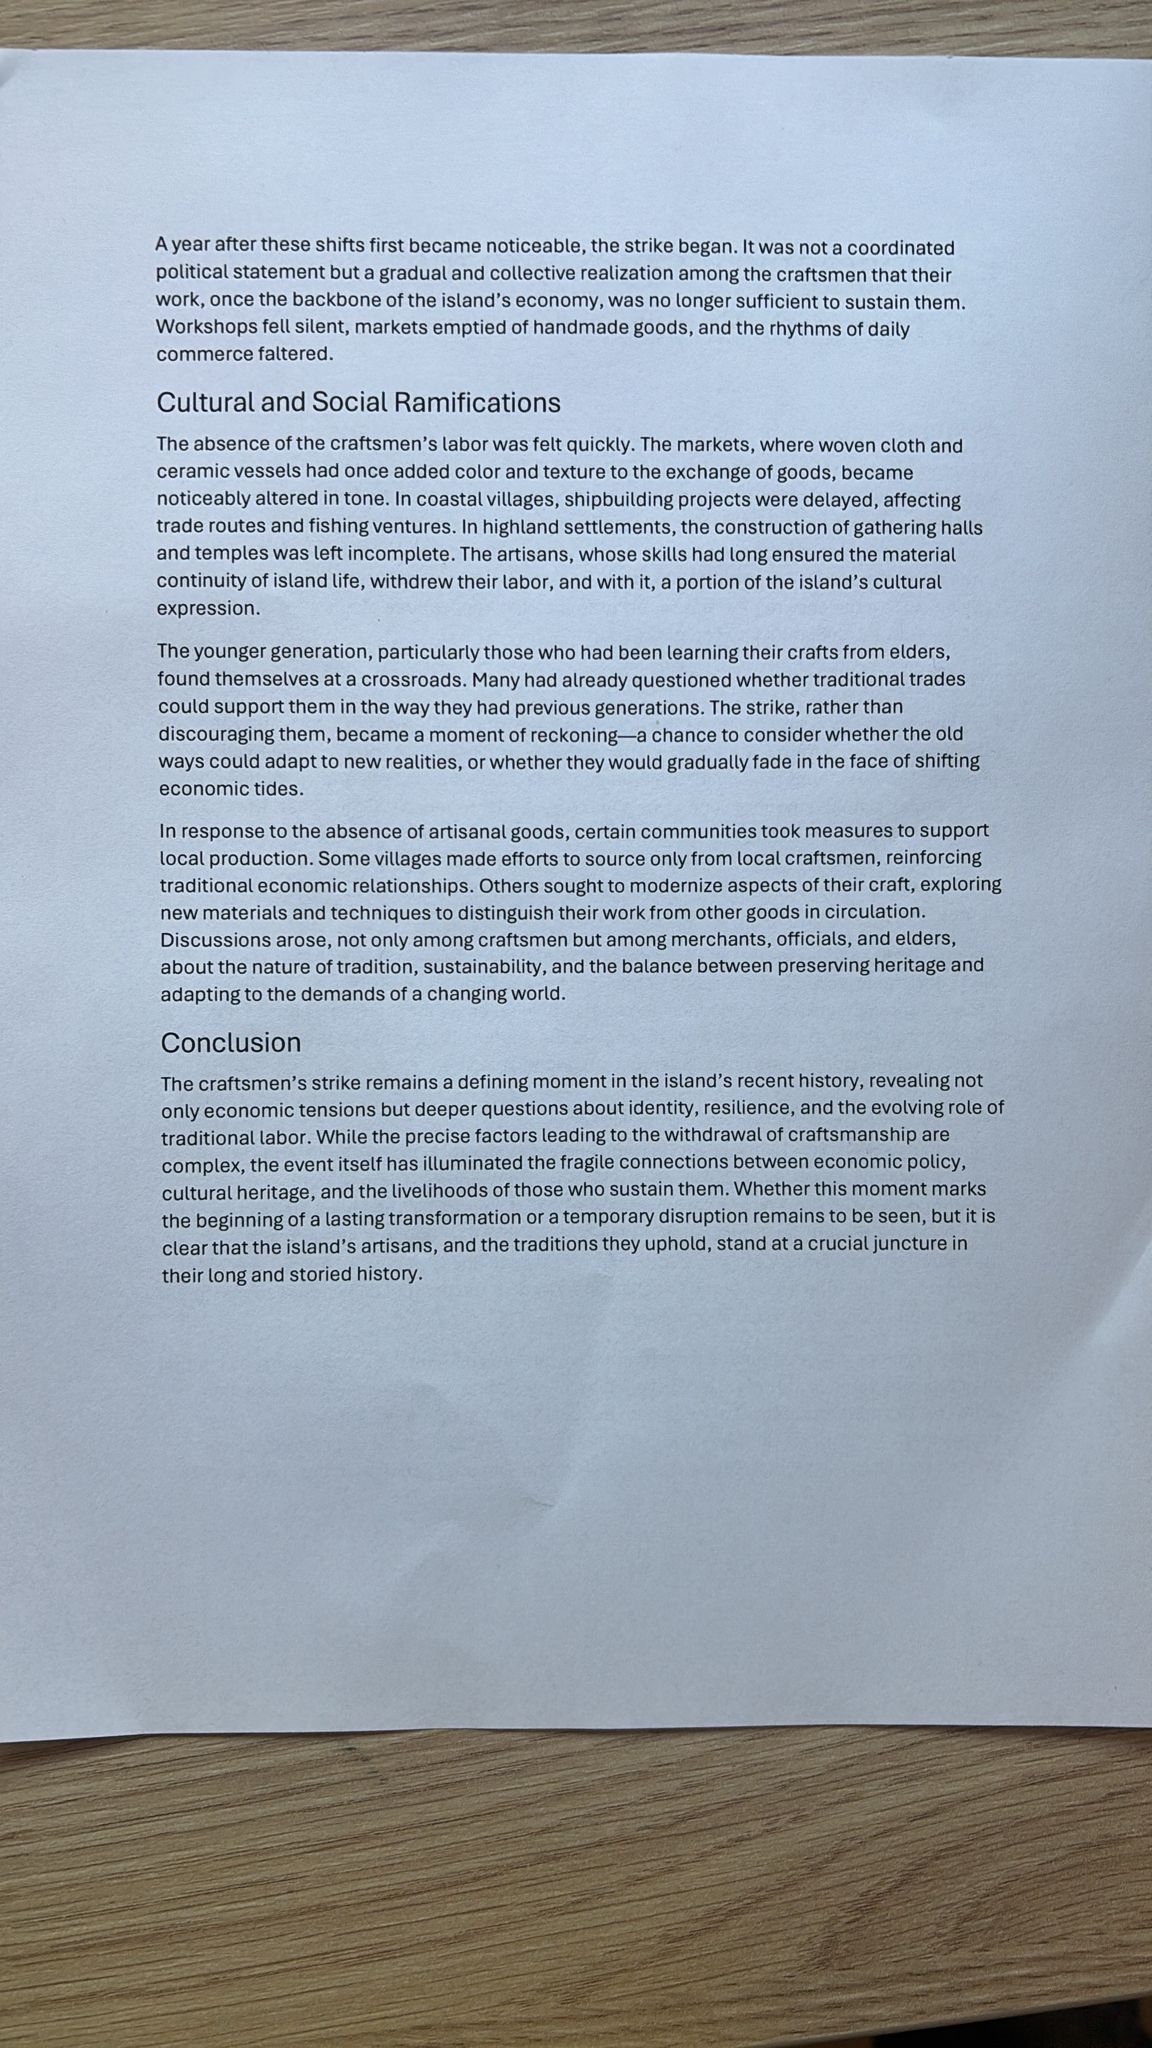 A year after these shifts first became noticeable, the strike began. It was not a coordinated
political statement but a gradual and collective realization among the craftsmen that their
work, once the backbone of the island's economy, was no longer sufficient to sustain them.
Workshops fell silent, markets emptied of handmade goods, and the rhythms of daily
commerce faltered.
Cultural and Social Ramifications
The absence of the craftsmen's labor was felt quickly. The markets, where woven cloth and
ceramic vessels had once added color and texture to the exchange of goods, became
noticeably altered in tone. In coastal villages, shipbuilding projects were delayed, affecting
trade routes and fishing ventures. In highland settlements, the construction of gathering halls
and temples was left incomplete. The artisans, whose skills had long ensured the material
continuity of island life, withdrew their labor, and with it, a portion of the island's cultural
expression.
The younger generation, particularly those who had been learning their crafts from elders,
found themselves at a crossroads. Many had already questioned whether traditional trades
could support them in the way they had previous generations. The strike, rather than
discouraging them, became a moment of reckoning—a chance to consider whether the old
ways could adapt to new realities, or whether they would gradually fade in the face of shifting
economic tides.
In response to the absence of artisanal goods, certain communities took measures to support
local production. Some villages made efforts to source only from local craftsmen, reinforcing
traditional economic relationships. Others sought to modernize aspects of their craft, exploring
new materials and techniques to distinguish their work from other goods in circulation.
Discussions arose, not only among craftsmen but among merchants, officials, and elders,
about the nature of tradition, sustainability, and the balance between preserving heritage and
adapting to the demands of a changing world.
Conclusion
The craftsmen's strike remains a defining moment in the island's recent history, revealing not
only economic tensions but deeper questions about identity, resilience, and the evolving role of
traditional labor. While the precise factors leading to the withdrawal of craftsmanship are
complex, the event itself has illuminated the fragile connections between economic policy,
cultural heritage, and the livelihoods of those who sustain them. Whether this moment marks
the beginning of a lasting transformation or a temporary disruption remains to be seen, but it is
clear that the island's artisans, and the traditions they uphold, stand at a crucial juncture in
their long and storied history.